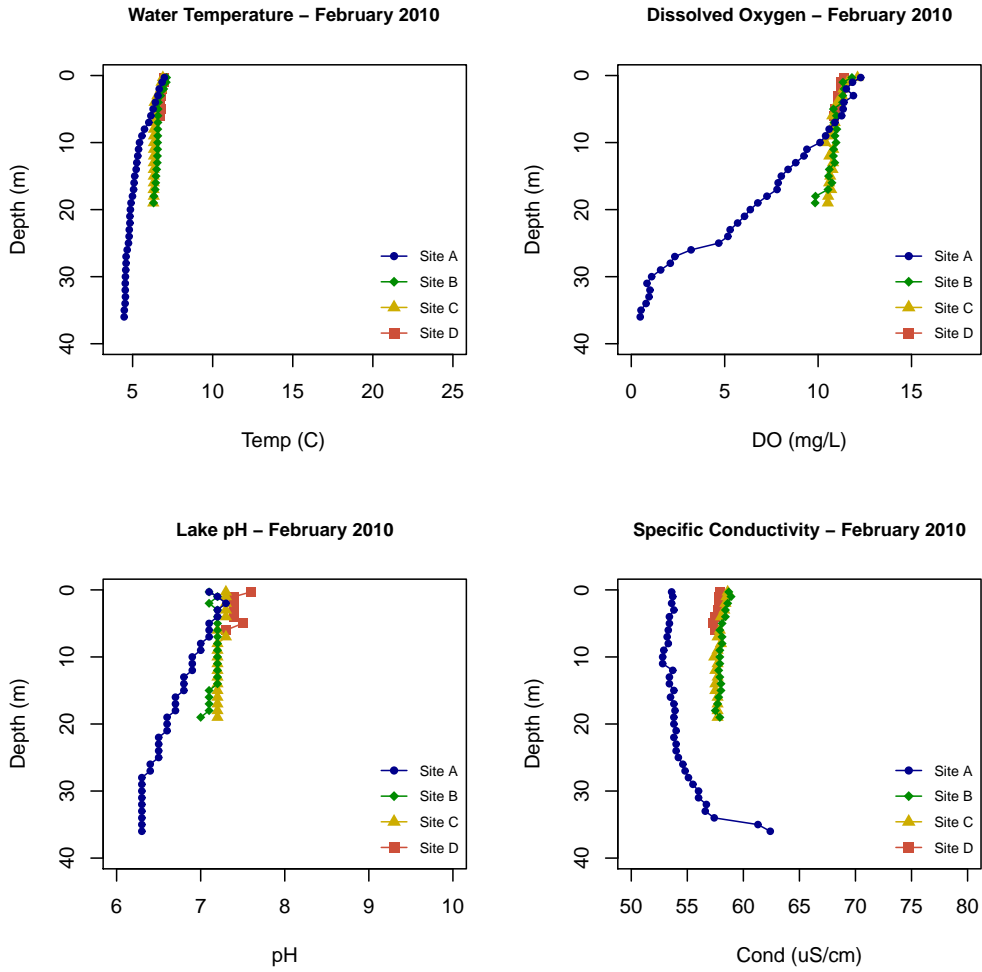 Water Temperature – February 2010
0
10
20
30
40
Depth (m)
Site A
Site B
Site C
Site D
5
10
15
20
25
Temp (C)
Dissolved Oxygen – February 2010
0
10
20
30
40
Depth (m)
Site A
Site B
Site C
Site D
0
5
10
15
DO (mg/L)
Lake pH – February 2010
0
10
20
30
40
Depth (m)
Site A
Site B
Site C
Site D
6
7
8
9
10
pH
Specific Conductivity – February 2010
0
10
20
30
40
Depth (m)
Site A
Site B
Site C
Site D
50
55
60
65
70
75
80
Cond (uS/cm)